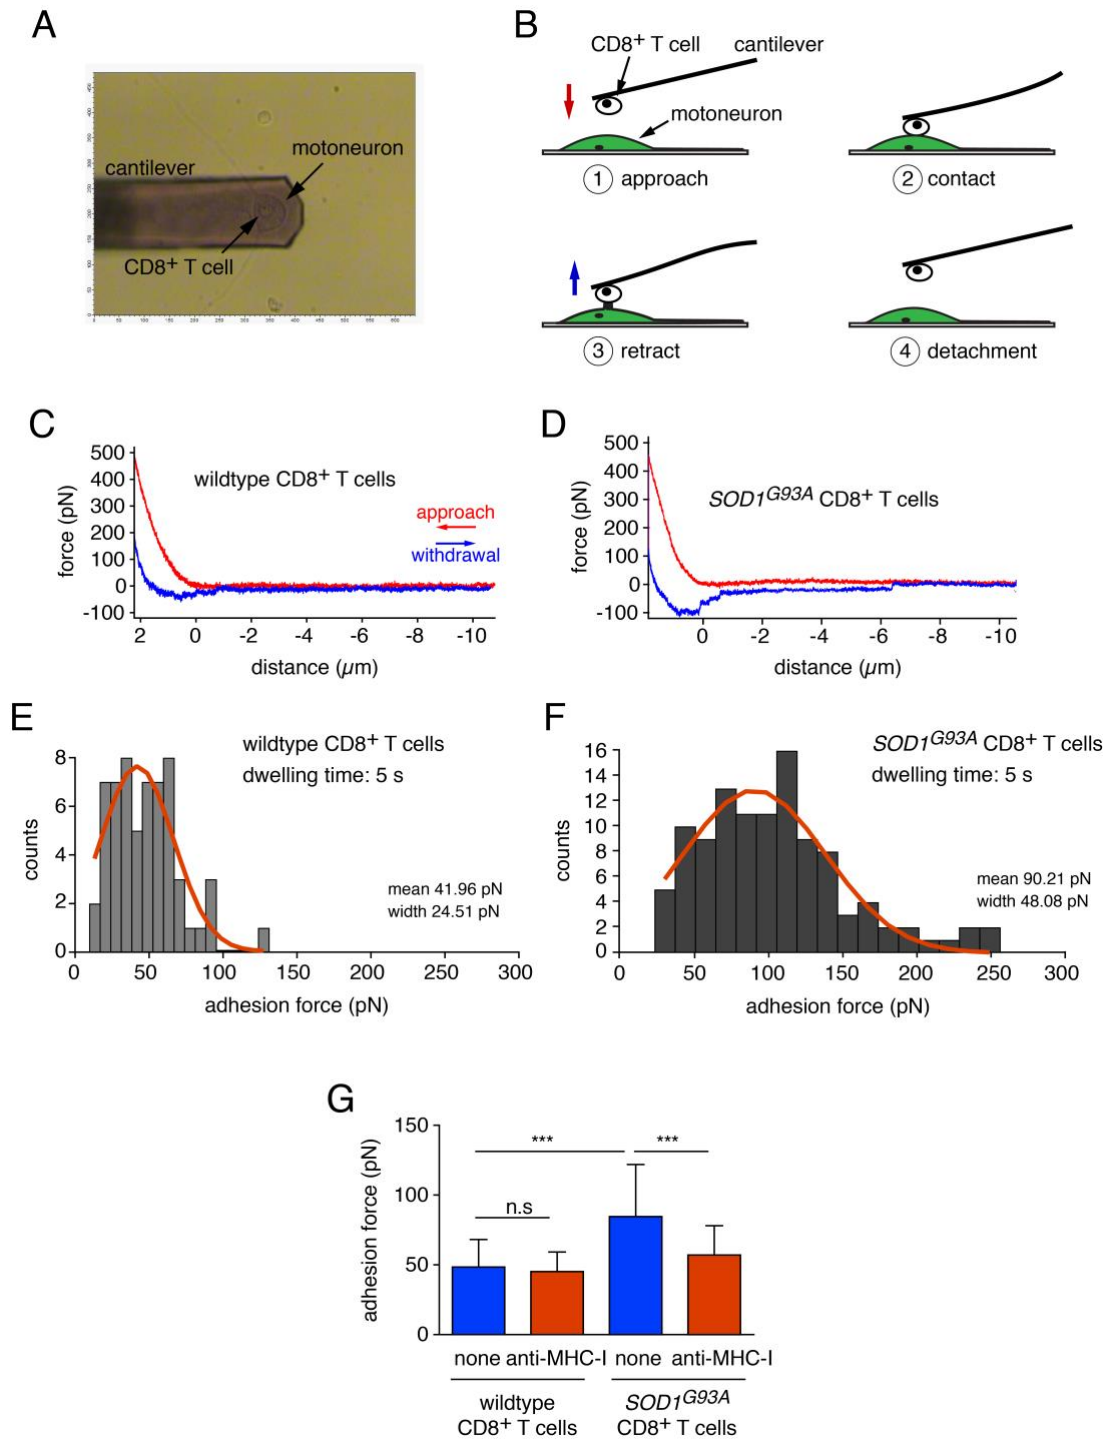 A
cantilever
motoneuron
CD8+ T cell
B
CD8+ T cell
cantilever
motoneuron
1 approach
2 contact
3 retract
4 detachment
C
wildtype CD8+ T cells
approach
withdrawal
force (pN)
500
400
300
200
100
0
-100
2 0 -2 -4 -6 -8 -10
distance (µm)
D
SOD1G93A CD8+ T cells
force (pN)
500
400
300
200
100
0
-100
0 -2 -4 -6 -8 -10
distance (µm)
E
wildtype CD8+ T cells
dwelling time: 5 s
mean 41.96 pN
width 24.51 pN
counts
8
6
4
2
0
0 50 100 150 200 250 300
adhesion force (pN)
F
SOD1G93A CD8+ T cells
dwelling time: 5 s
mean 90.21 pN
width 48.08 pN
counts
16
14
12
10
8
6
4
2
0
0 50 100 150 200 250 300
adhesion force (pN)
G
adhesion force (pN)
150
100
50
0
***
***
n.s
none anti-MHC-I none anti-MHC-I
wildtype
CD8+ T cells
SOD1G93A
CD8+ T cells